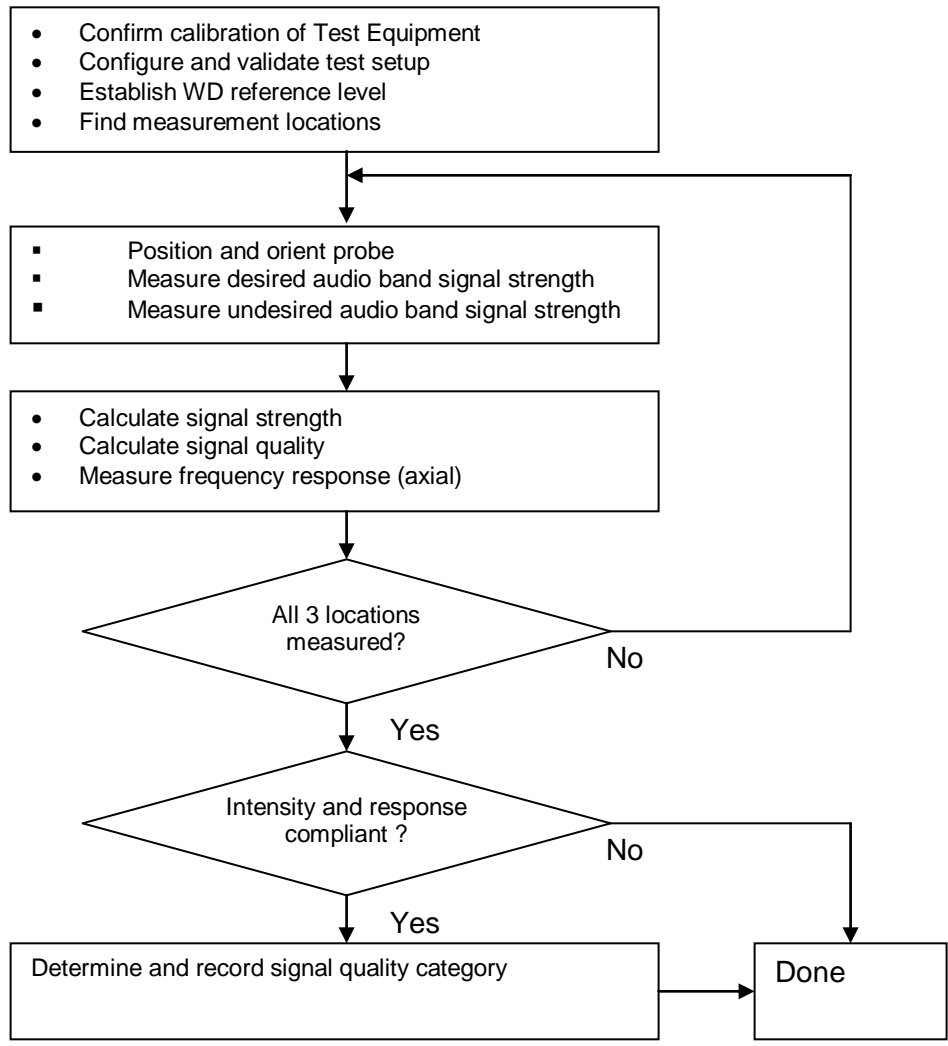 • Confirm calibration of Test Equipment
• Configure and validate test setup
• Establish WD reference level
• Find measurement locations
▪ Position and orient probe
▪ Measure desired audio band signal strength
▪ Measure undesired audio band signal strength
• Calculate signal strength
• Calculate signal quality
• Measure frequency response (axial)
All 3 locations
measured?
No
Yes
Intensity and response
compliant ?
No
Yes
Determine and record signal quality category
Done